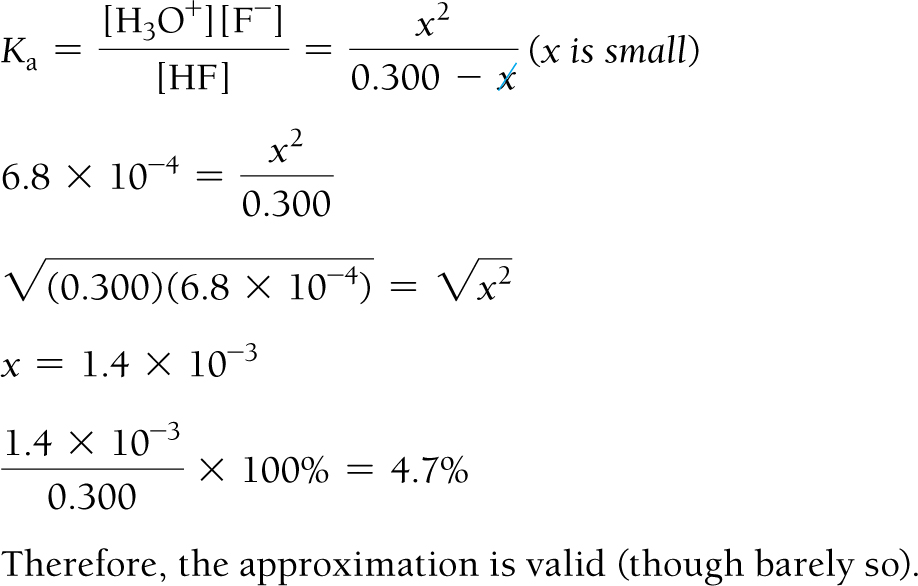 Kₐ = [H₃O⁺][F⁻] / [HF] = x² / (0.300 − x) (x is small)
6.8 × 10⁻⁴ = x² / 0.300
√(0.300)(6.8 × 10⁻⁴) = √x²
x = 1.4 × 10⁻³
1.4 × 10⁻³ / 0.300 × 100% = 4.7%
Therefore, the approximation is valid (though barely so).